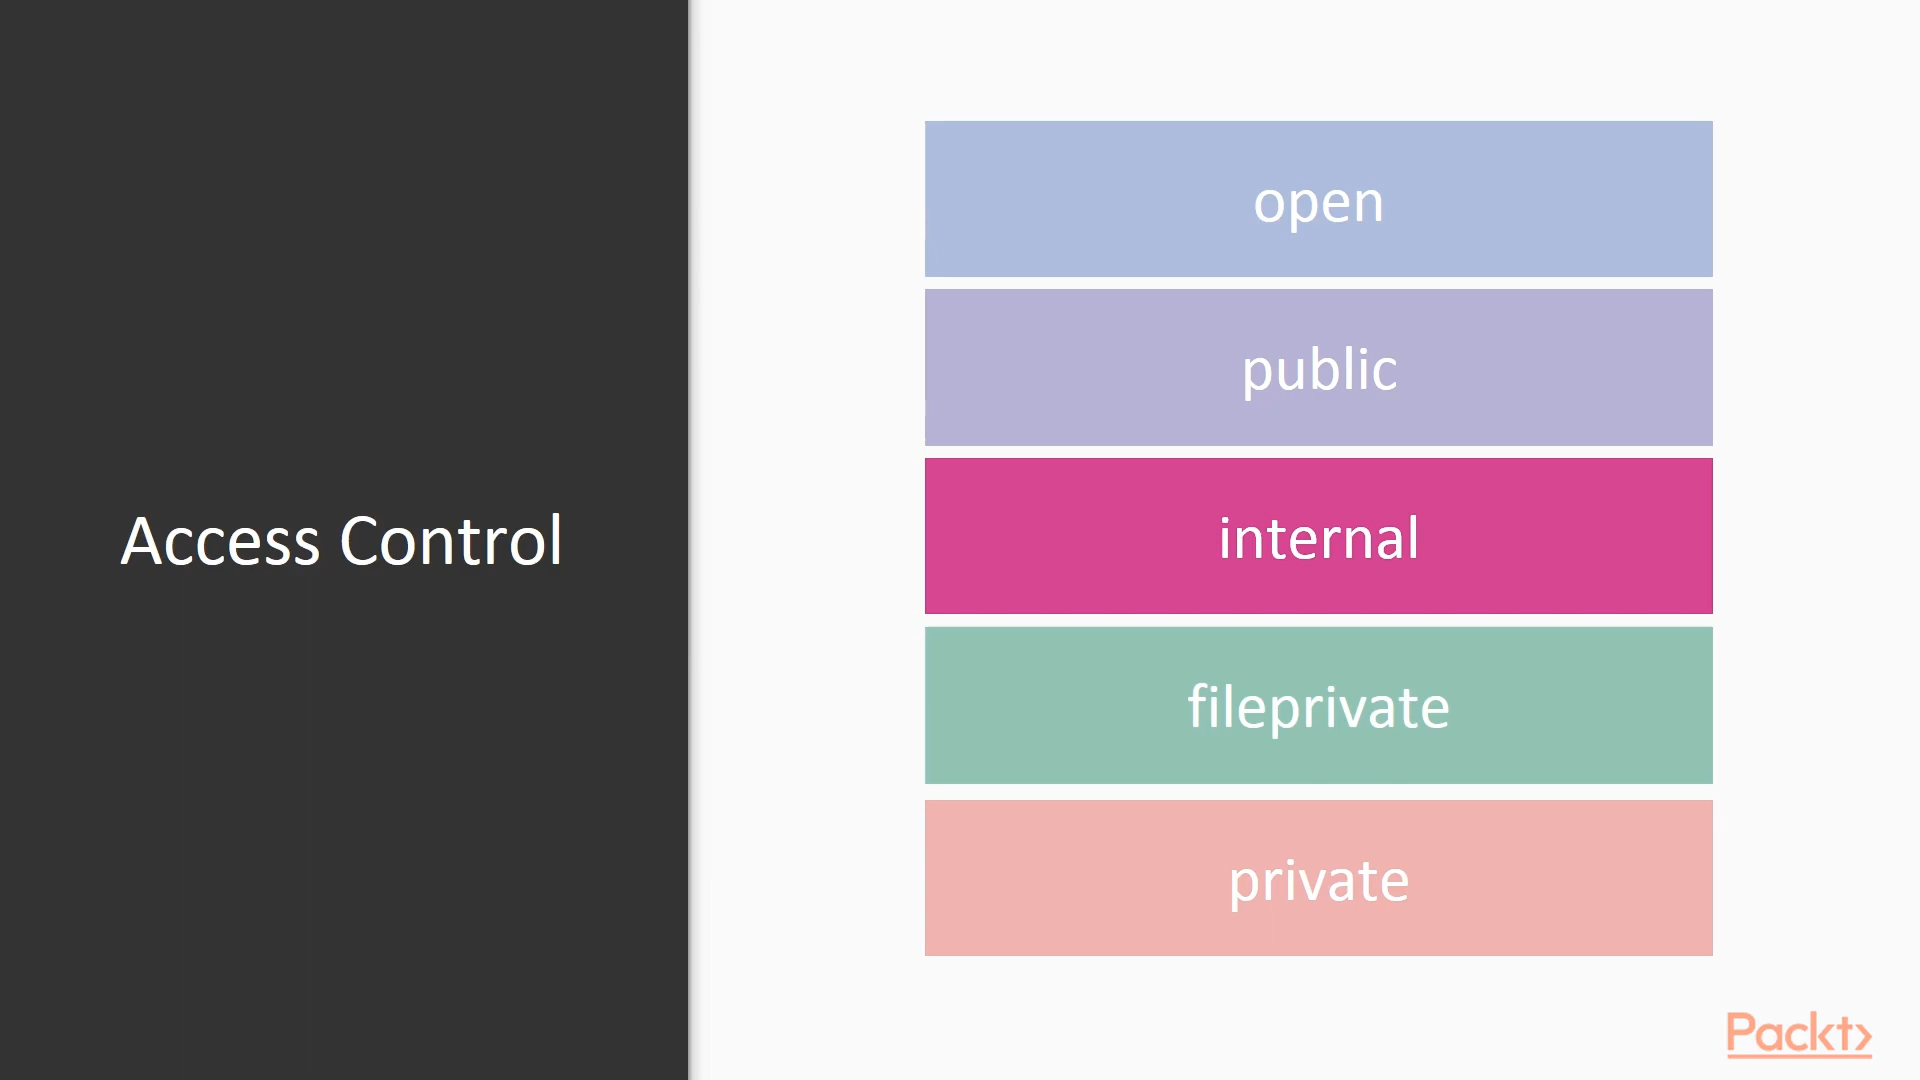 Access Control
open
public
internal
fileprivate
private
Packt